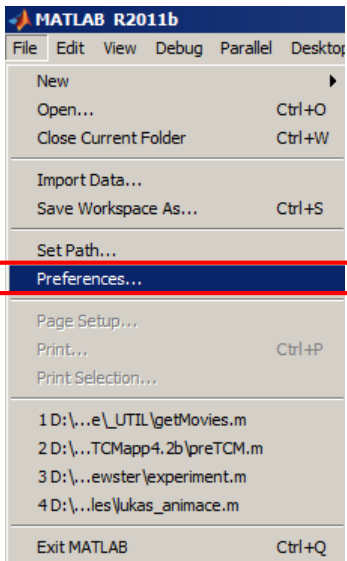 MATLAB R2011b
File Edit View Debug Parallel Desktop
New
Open... Ctrl+O
Close Current Folder Ctrl+W
Import Data...
Save Workspace As... Ctrl+S
Set Path...
Preferences...
Page Setup...
Print... Ctrl+P
Print Selection...
1 D:\...e\_UTIL\getMovies.m
2 D:\...TCMapp4.2b\preTCM.m
3 D:\...ewster\experiment.m
4 D:\...les\lukas_animace.m
Exit MATLAB Ctrl+Q